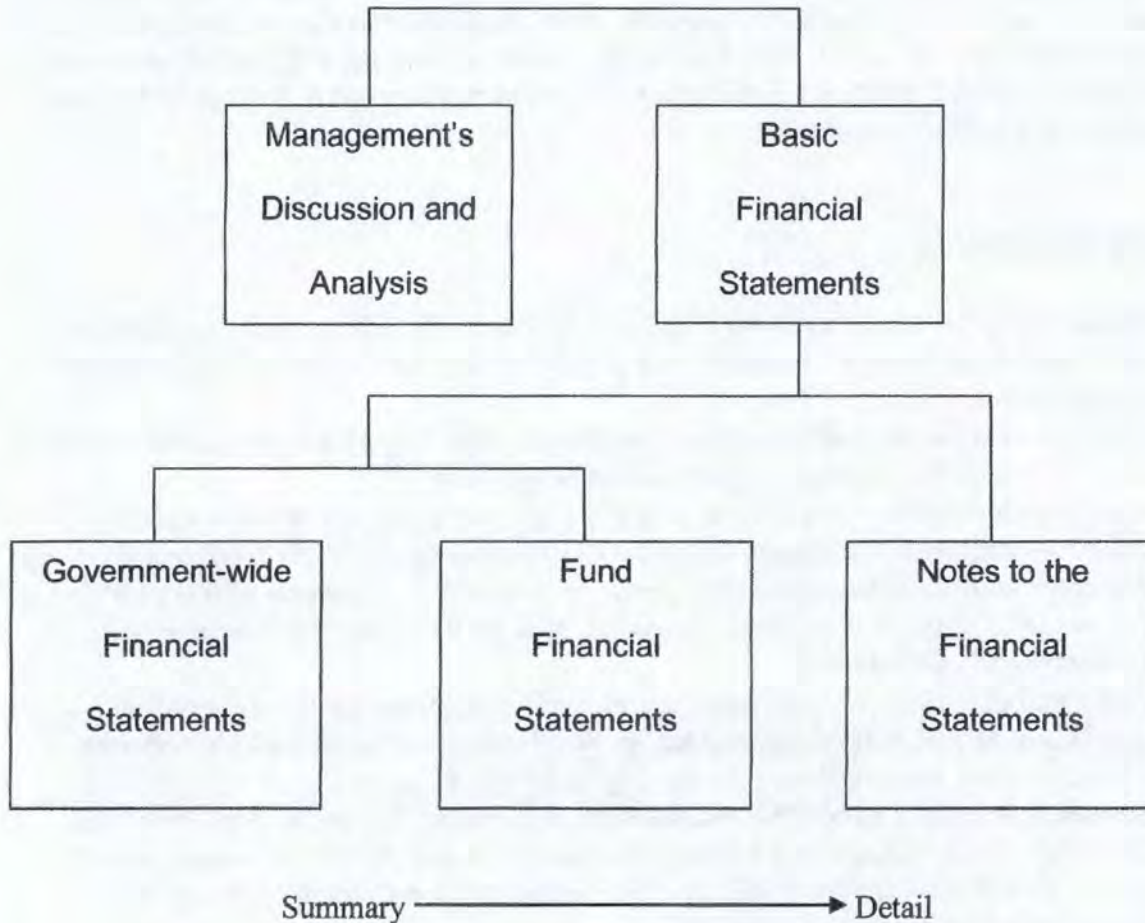 Management's
Discussion and
Analysis
Basic
Financial
Statements
Government-wide
Financial
Statements
Fund
Financial
Statements
Notes to the
Financial
Statements
Summary Detail